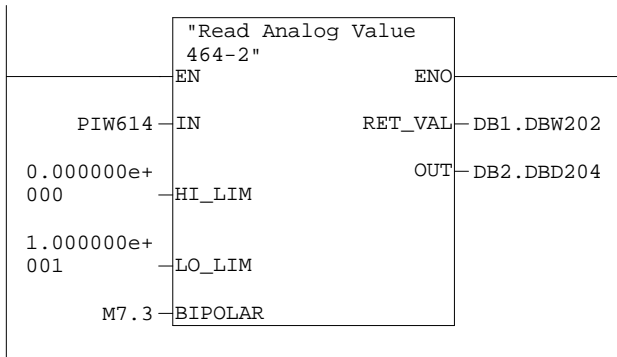 "Read Analog Value
464-2"
EN ENO
PIW614 IN RET_VAL DB1.DBW202
0.000000e+ OUT DB2.DBD204
000 HI_LIM
1.000000e+
001 LO_LIM
M7.3 BIPOLAR